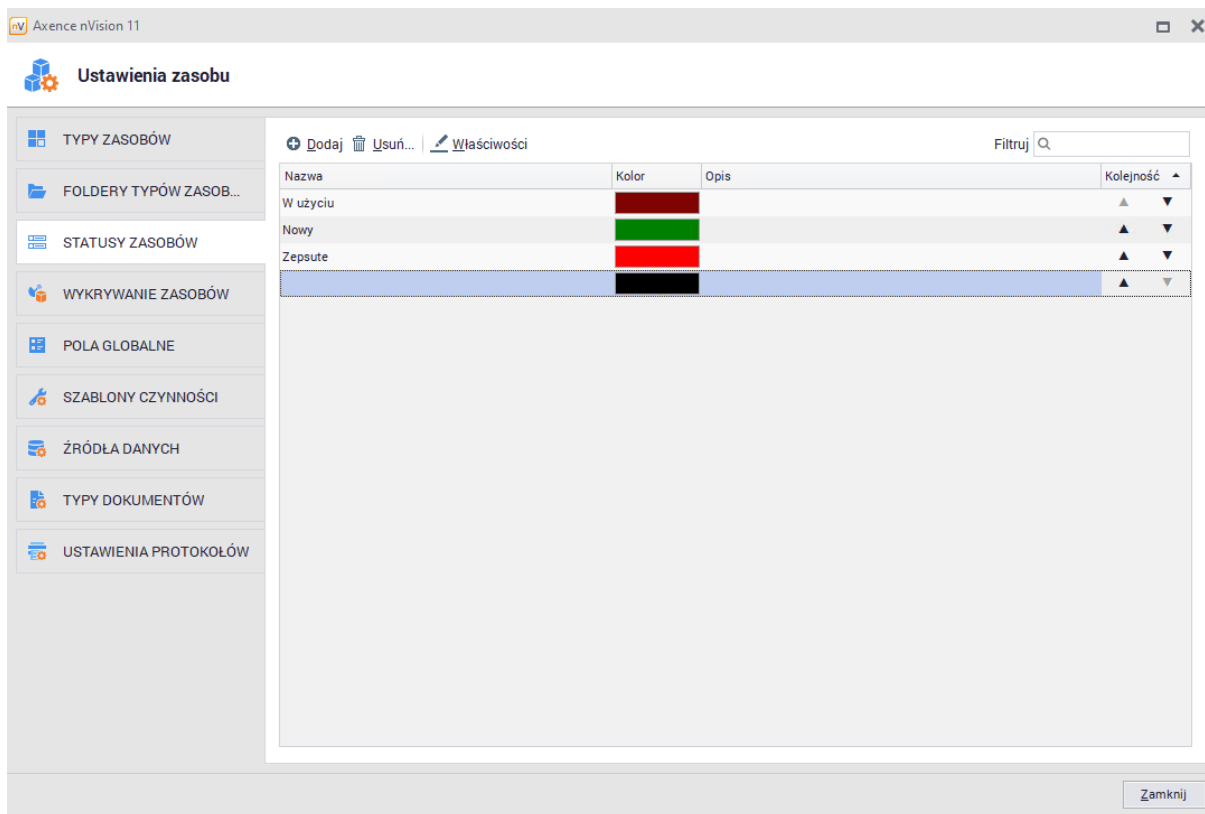 nV Axence nVision 11
Ustawienia zasobu
TYPY ZASOBÓW
FOLDERY TYPÓW ZASOB...
STATUSY ZASOBÓW
WYKRYWANIE ZASOBÓW
POLA GLOBALNE
SZABLONY CZYNNOŚCI
ŹRÓDŁA DANYCH
TYPY DOKUMENTÓW
USTAWIENIA PROTOKOŁÓW
Dodaj Usuń... Właściwości Filtruj
Nazwa Kolor Opis Kolejność
W użyciu
Nowy
Zepsute
Zamknij